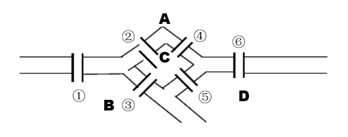 A
② ④ ⑥
C
① B ③ ⑤ D